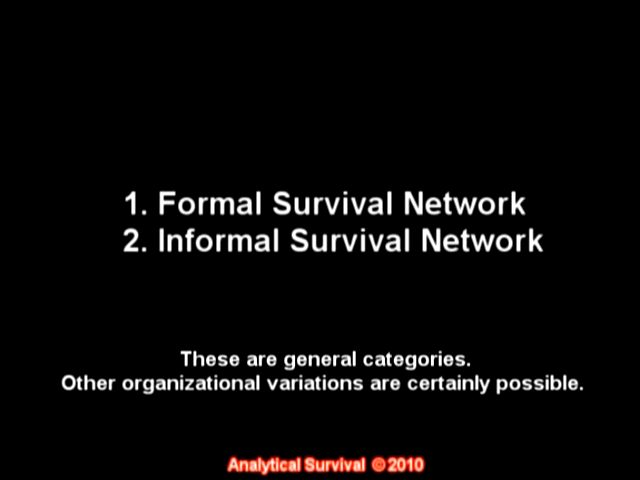 1. Formal Survival Network
2. Informal Survival Network
These are general categories.
Other organizational variations are certainly possible.
Analytical Survival ©2010